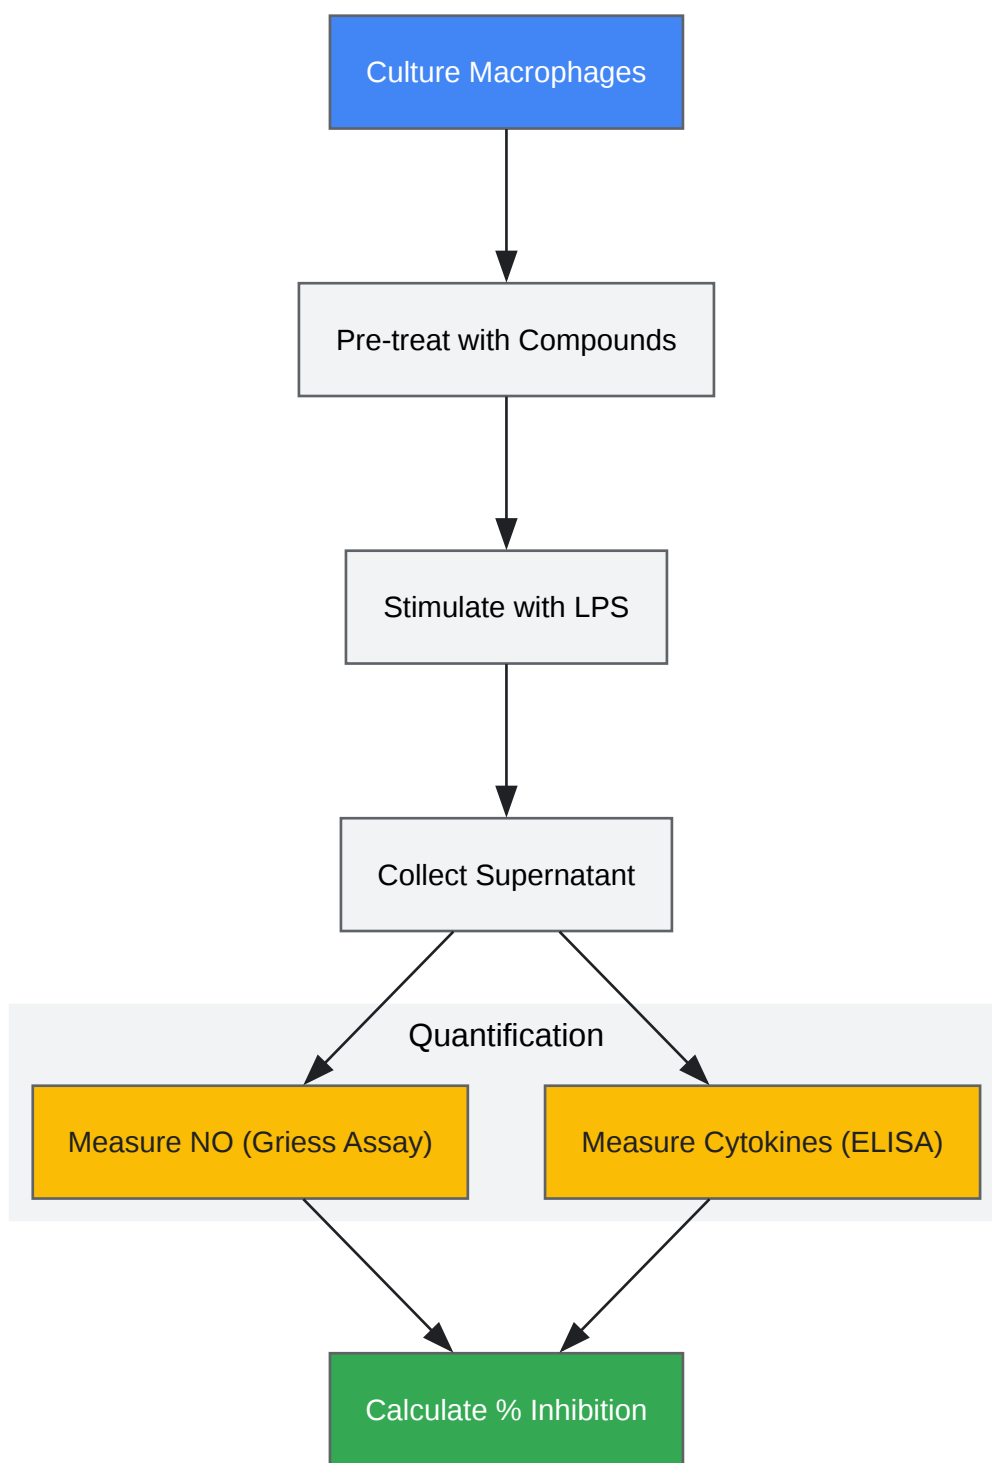 Culture Macrophages
Pre-treat with Compounds
Stimulate with LPS
Collect Supernatant
Quantification
Measure NO (Griess Assay)
Measure Cytokines (ELISA)
Calculate % Inhibition